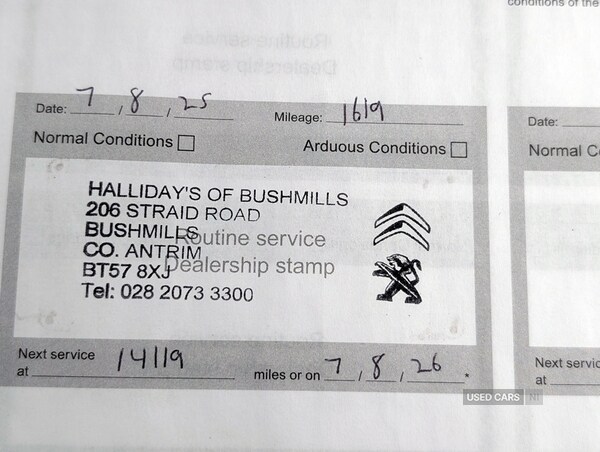 conditions of the
Routine service
Dealership stamp
Date: 7, 8, 25 Mileage: 1619
Normal Conditions Arduous Conditions
HALLIDAY'S OF BUSHMILLS
206 STRAID ROAD
BUSHMILLS
CO. ANTRIM
BT57 8XJ
Tel: 028 2073 3300
Routine service
Dealership stamp
Next service
at 14119 miles or on 7, 8, 26.
Date:
Normal C
Next servic
at
USED CARS NI